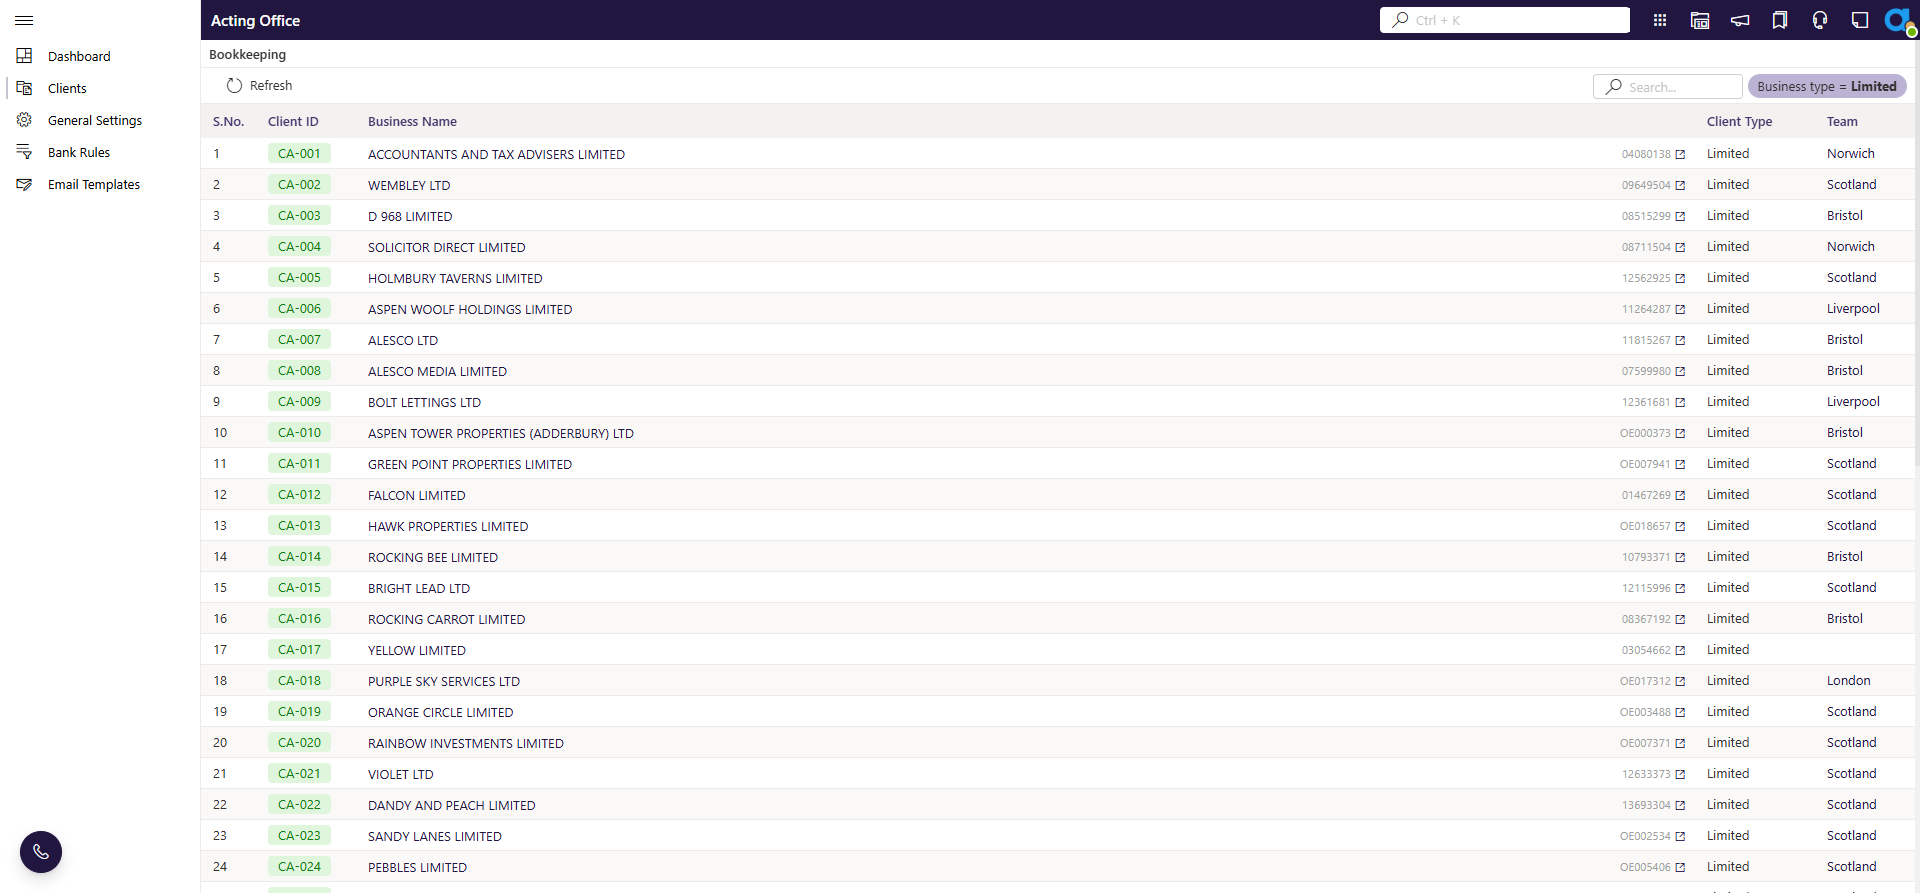 Acting Office
Ctrl + K
Dashboard
Clients
General Settings
Bank Rules
Email Templates
Bookkeeping
Refresh
Search...
Business type = Limited
S.No. Client ID Business Name Client Type Team
1 CA-001 ACCOUNTANTS AND TAX ADVISERS LIMITED 04080138 Limited Norwich
2 CA-002 WEMBLEY LTD 09649504 Limited Scotland
3 CA-003 D 968 LIMITED 08515299 Limited Bristol
4 CA-004 SOLICITOR DIRECT LIMITED 08711504 Limited Norwich
5 CA-005 HOLMBURY TAVERNS LIMITED 12562925 Limited Scotland
6 CA-006 ASPEN WOOLF HOLDINGS LIMITED 11264287 Limited Liverpool
7 CA-007 ALESCO LTD 11815267 Limited Bristol
8 CA-008 ALESCO MEDIA LIMITED 07599980 Limited Bristol
9 CA-009 BOLT LETTINGS LTD 12361681 Limited Liverpool
10 CA-010 ASPEN TOWER PROPERTIES (ADDERBURY) LTD OE000373 Limited Bristol
11 CA-011 GREEN POINT PROPERTIES LIMITED OE007941 Limited Scotland
12 CA-012 FALCON LIMITED 01467269 Limited Scotland
13 CA-013 HAWK PROPERTIES LIMITED OE018657 Limited Scotland
14 CA-014 ROCKING BEE LIMITED 10793371 Limited Bristol
15 CA-015 BRIGHT LEAD LTD 12115996 Limited Scotland
16 CA-016 ROCKING CARROT LIMITED 08367192 Limited Bristol
17 CA-017 YELLOW LIMITED 03054662 Limited
18 CA-018 PURPLE SKY SERVICES LTD OE017312 Limited London
19 CA-019 ORANGE CIRCLE LIMITED OE003488 Limited Scotland
20 CA-020 RAINBOW INVESTMENTS LIMITED OE007371 Limited Scotland
21 CA-021 VIOLET LTD 12633373 Limited Scotland
22 CA-022 DANDY AND PEACH LIMITED 13693304 Limited Scotland
23 CA-023 SANDY LANES LIMITED OE002534 Limited Scotland
24 CA-024 PEBBLES LIMITED OE005406 Limited Scotland